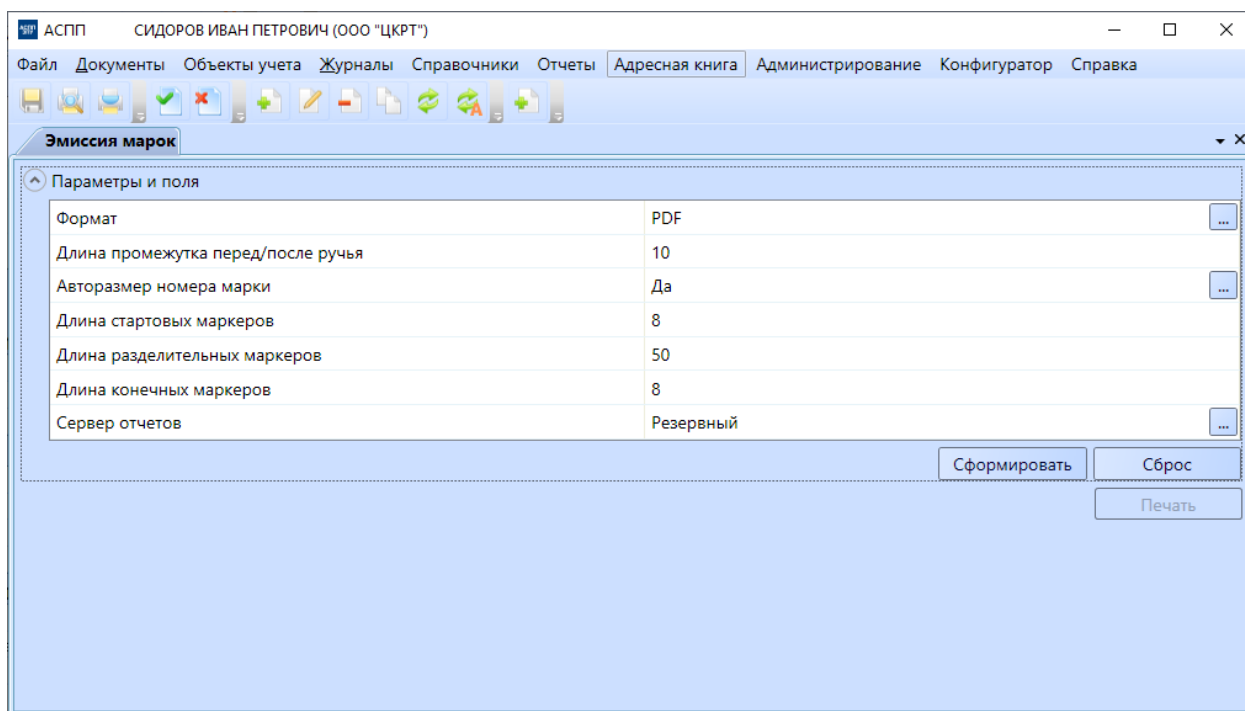 АСПП СИДОРОВ ИВАН ПЕТРОВИЧ (ООО "ЦКРТ")
Файл Документы Объекты учета Журналы Справочники Отчеты Адресная книга Администрирование Конфигуратор Справка
Эмиссия марок
Параметры и поля
Формат PDF ...
Длина промежутка перед/после ручья 10
Авторазмер номера марки Да ...
Длина стартовых маркеров 8
Длина разделительных маркеров 50
Длина конечных маркеров 8
Сервер отчетов Резервный ...
Сформировать Сброс
Печать